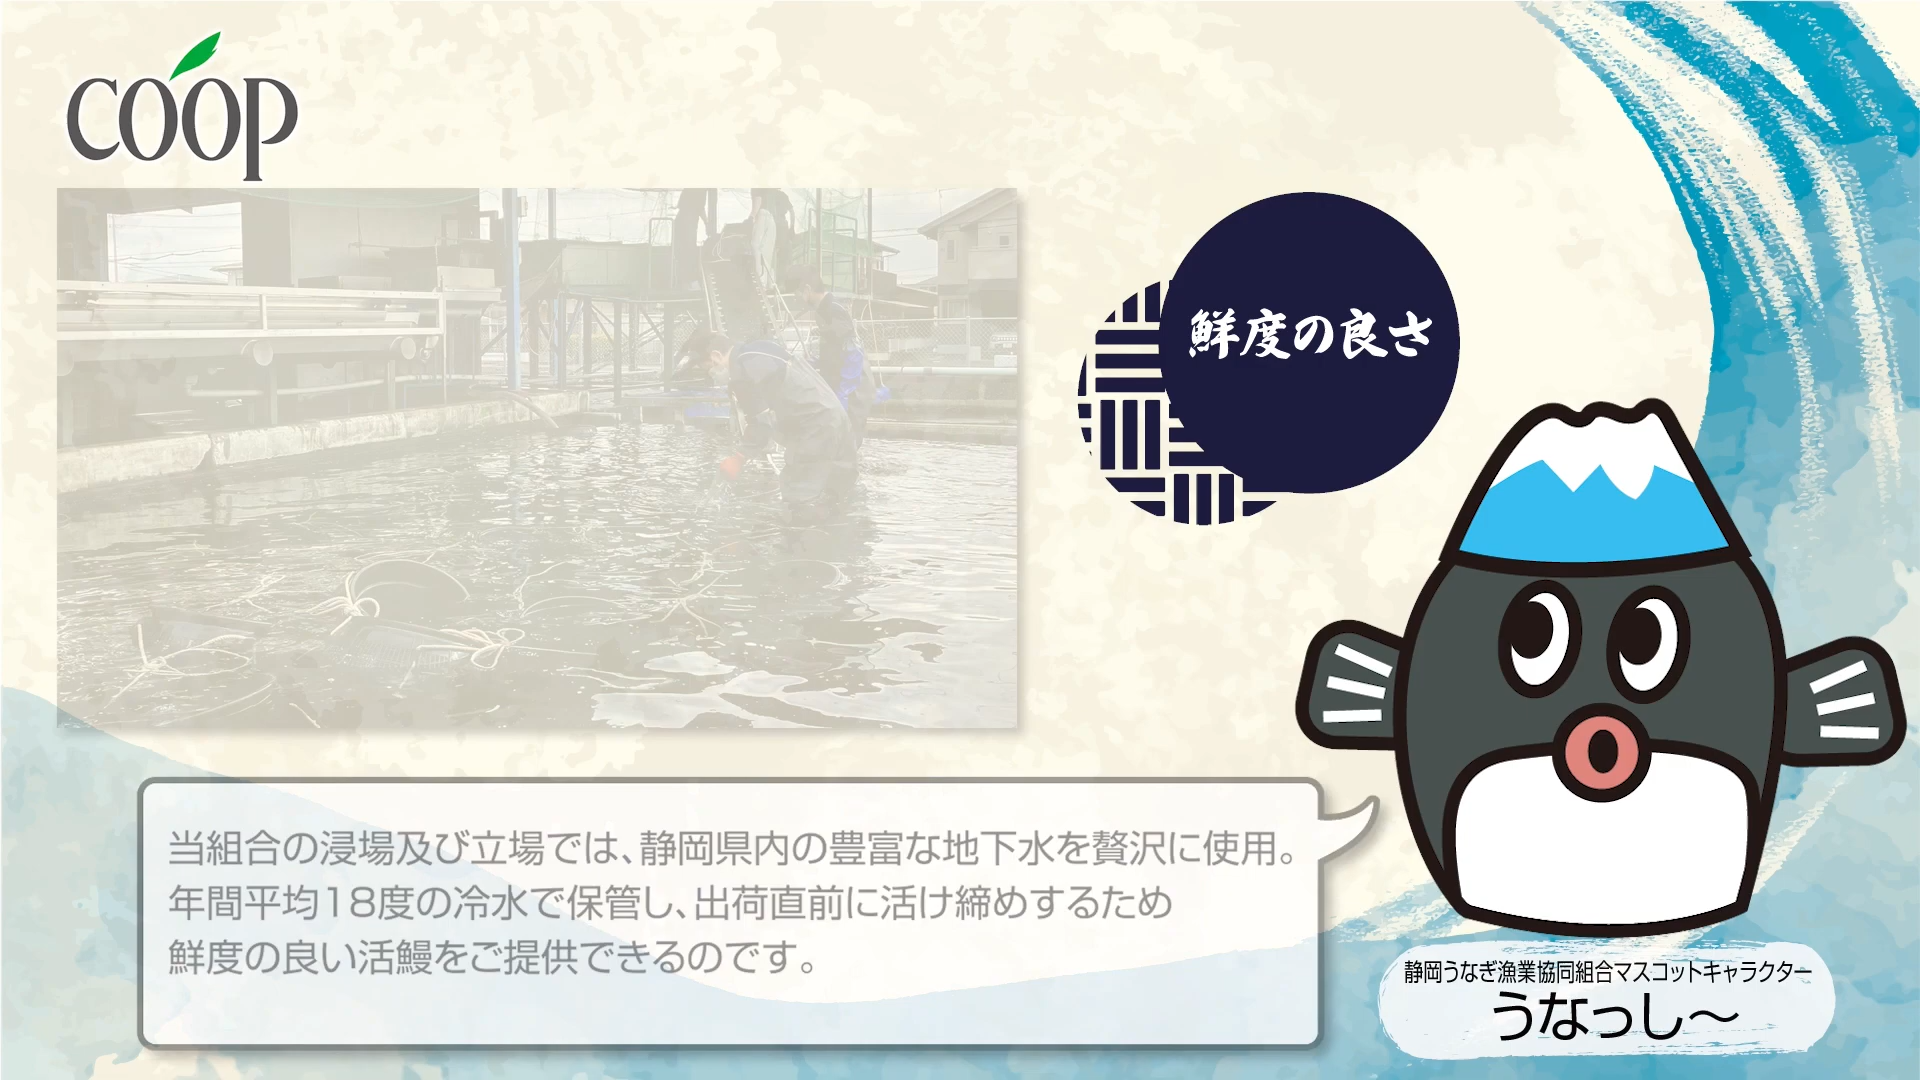 coop
鮮度の良さ
当組合の浸場及び立場では、静岡県内の豊富な地下水を贅沢に使用。
年間平均18度の冷水で保管し、出荷直前に活け締めするため
鮮度の良い活鰻をご提供できるのです。
静岡うなぎ漁業協同組合マスコットキャラクター
うなっし～